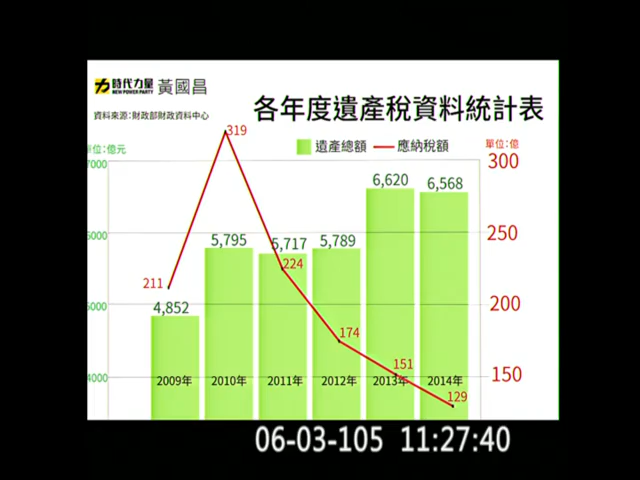 時代力量 黃國昌
NEW POWER PARTY
各年度遺產稅資料統計表
資料來源：財政部財政資料中心
單位：億元
遺產總額 應納稅額
單位：億
319
7000
300
6,620
6,568
5,795
5,717
5,789
6000
250
211
224
4,852
5000
200
174
151
129
4000
2009年 2010年 2011年 2012年 2013年 2014年
150
06-03-105 11:27:40